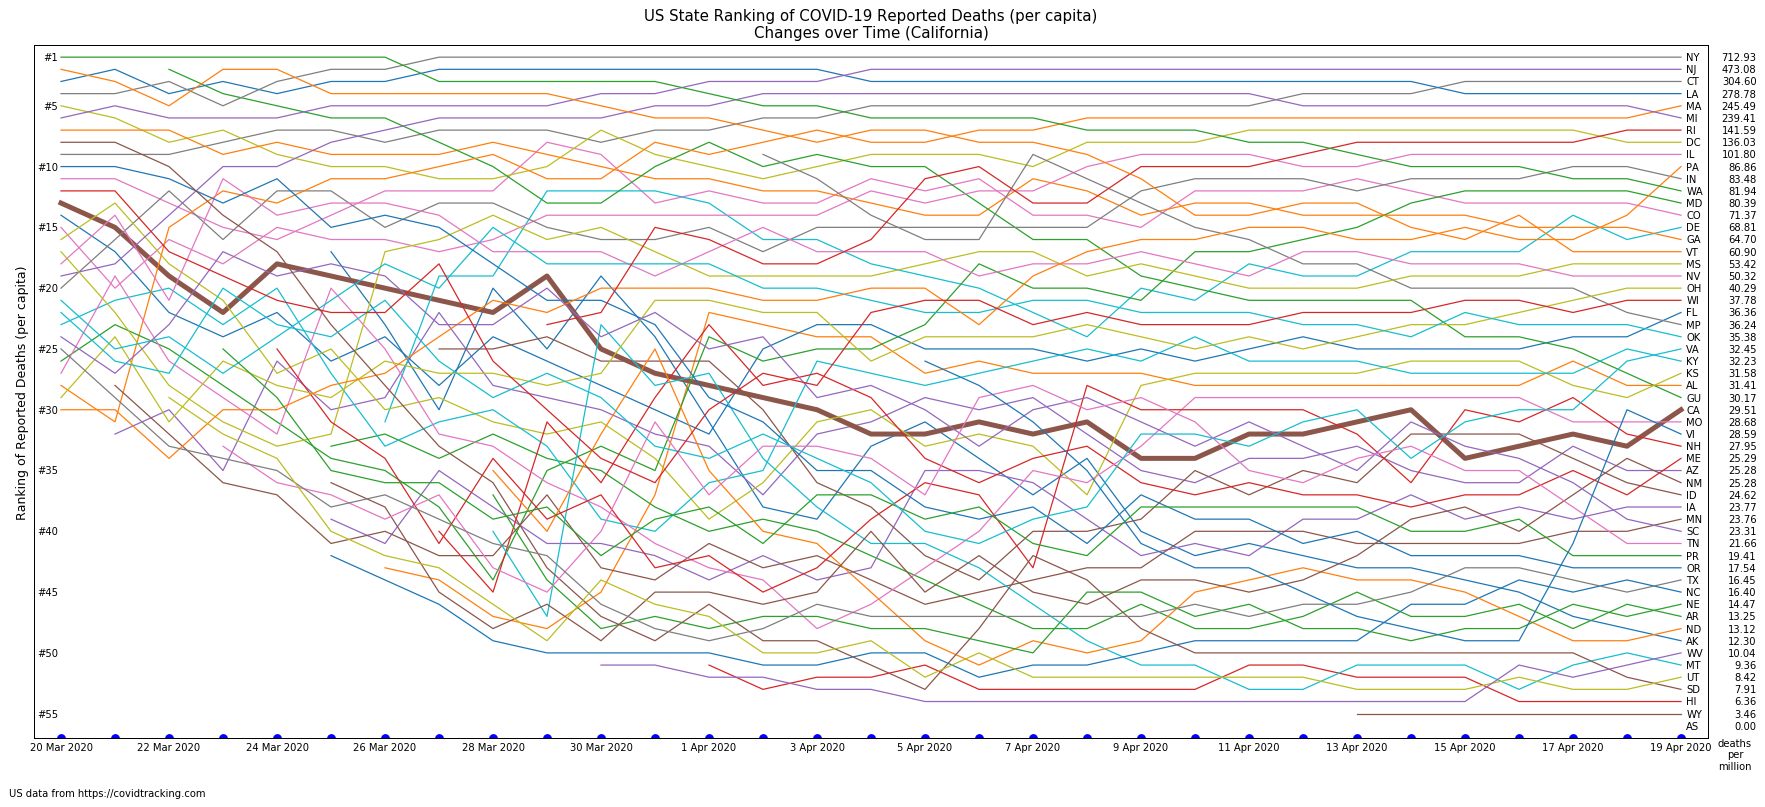 US State Ranking of COVID-19 Reported Deaths (per capita)
Changes over Time (California)
Ranking of Reported Deaths (per capita)
#1
#5
#10
#15
#20
#25
#30
#35
#40
#45
#50
#55
NY 712.93
NJ 473.08
CT 304.60
LA 278.78
MA 245.49
MI 239.41
RI 141.59
DC 136.03
IL 101.80
PA 86.86
IN 83.48
WA 81.94
MD 80.39
CO 71.37
DE 68.81
GA 64.70
VT 60.90
MS 53.42
NV 50.32
OH 40.29
WI 37.78
FL 36.36
MP 36.24
OK 35.38
VA 32.45
KY 32.23
KS 31.58
AL 31.41
GU 30.17
CA 29.51
MO 28.68
VI 28.59
NH 27.95
ME 25.29
AZ 25.28
NM 25.28
ID 24.62
IA 23.77
MN 23.76
SC 23.31
TN 21.66
PR 19.41
OR 17.54
TX 16.45
NC 16.40
NE 14.47
AR 13.25
ND 13.12
AK 12.30
WV 10.04
MT 9.36
UT 8.42
SD 7.91
HI 6.36
WY 3.46
AS 0.00
20 Mar 2020 22 Mar 2020 24 Mar 2020 26 Mar 2020 28 Mar 2020 30 Mar 2020 1 Apr 2020 3 Apr 2020 5 Apr 2020 7 Apr 2020 9 Apr 2020 11 Apr 2020 13 Apr 2020 15 Apr 2020 17 Apr 2020 19 Apr 2020
deaths
per
million
US data from https://covidtracking.com